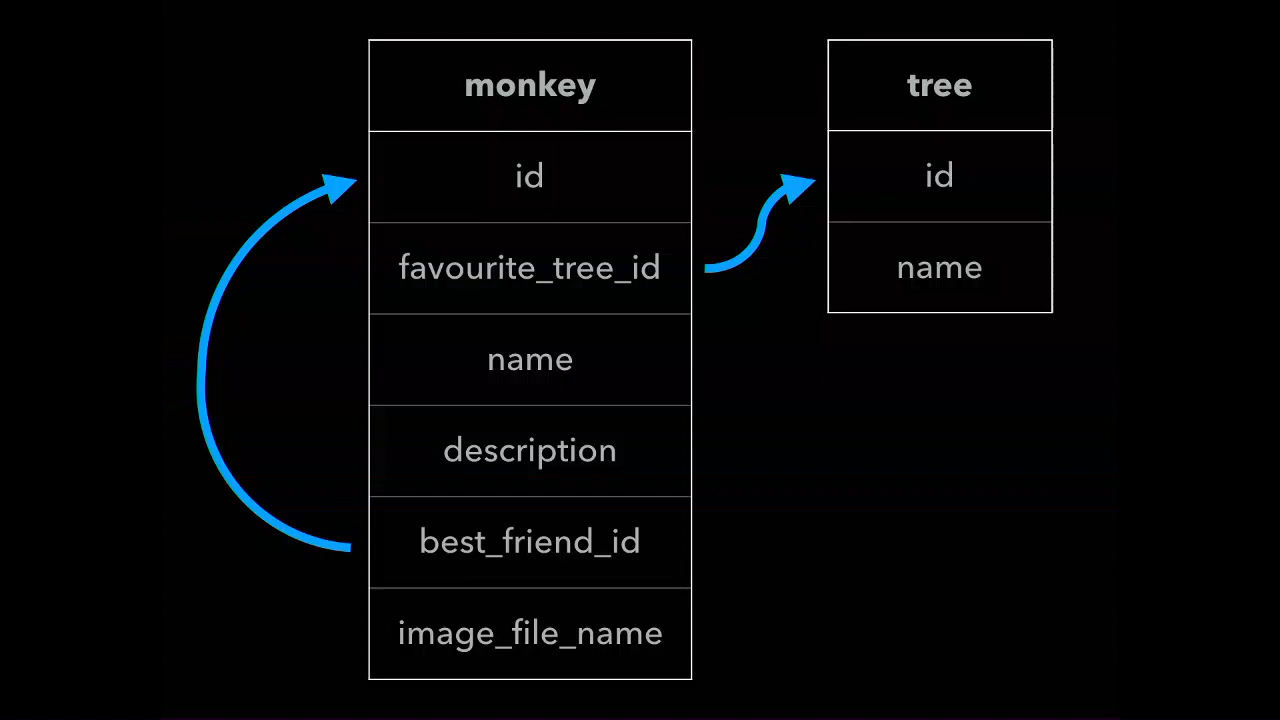 monkey
id
favourite_tree_id
name
description
best_friend_id
image_file_name
tree
id
name